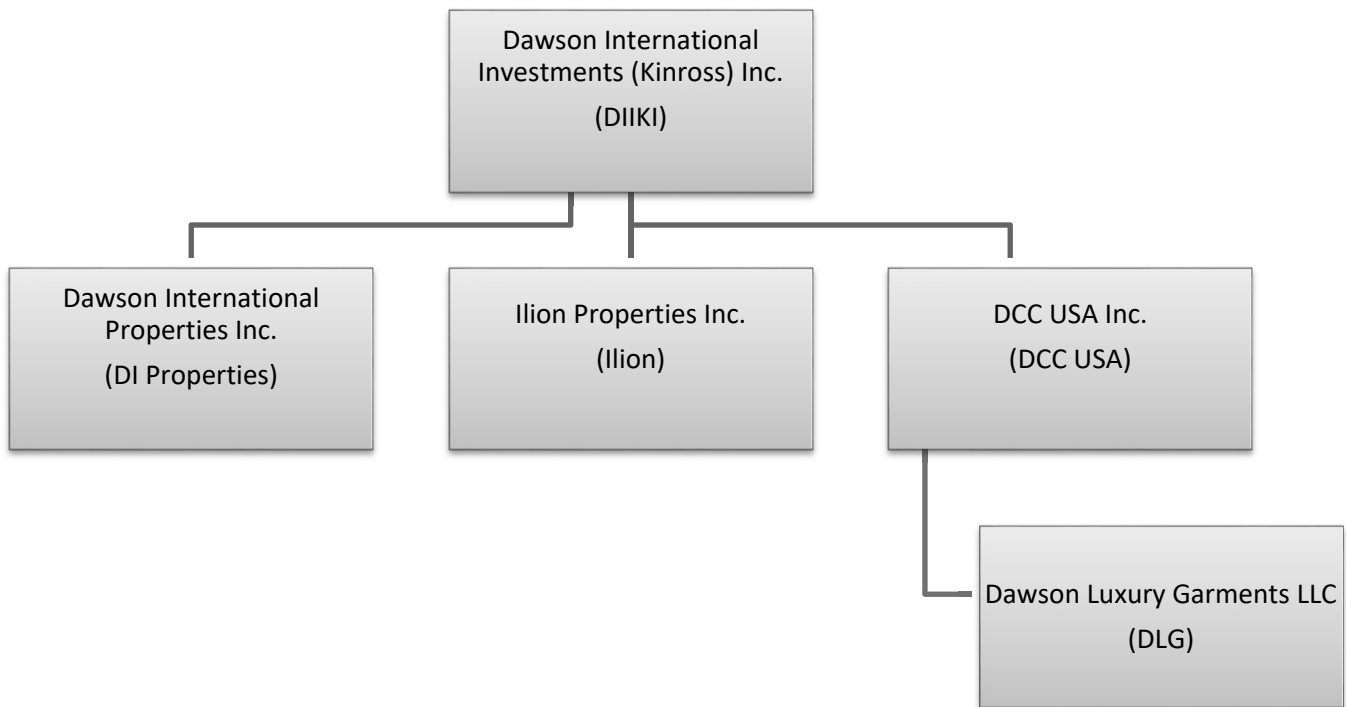 Dawson International
Investments (Kinross) Inc.
(DIIKI)
Dawson International
Properties Inc.
(DI Properties)
Ilion Properties Inc.
(Ilion)
DCC USA Inc.
(DCC USA)
Dawson Luxury Garments LLC
(DLG)